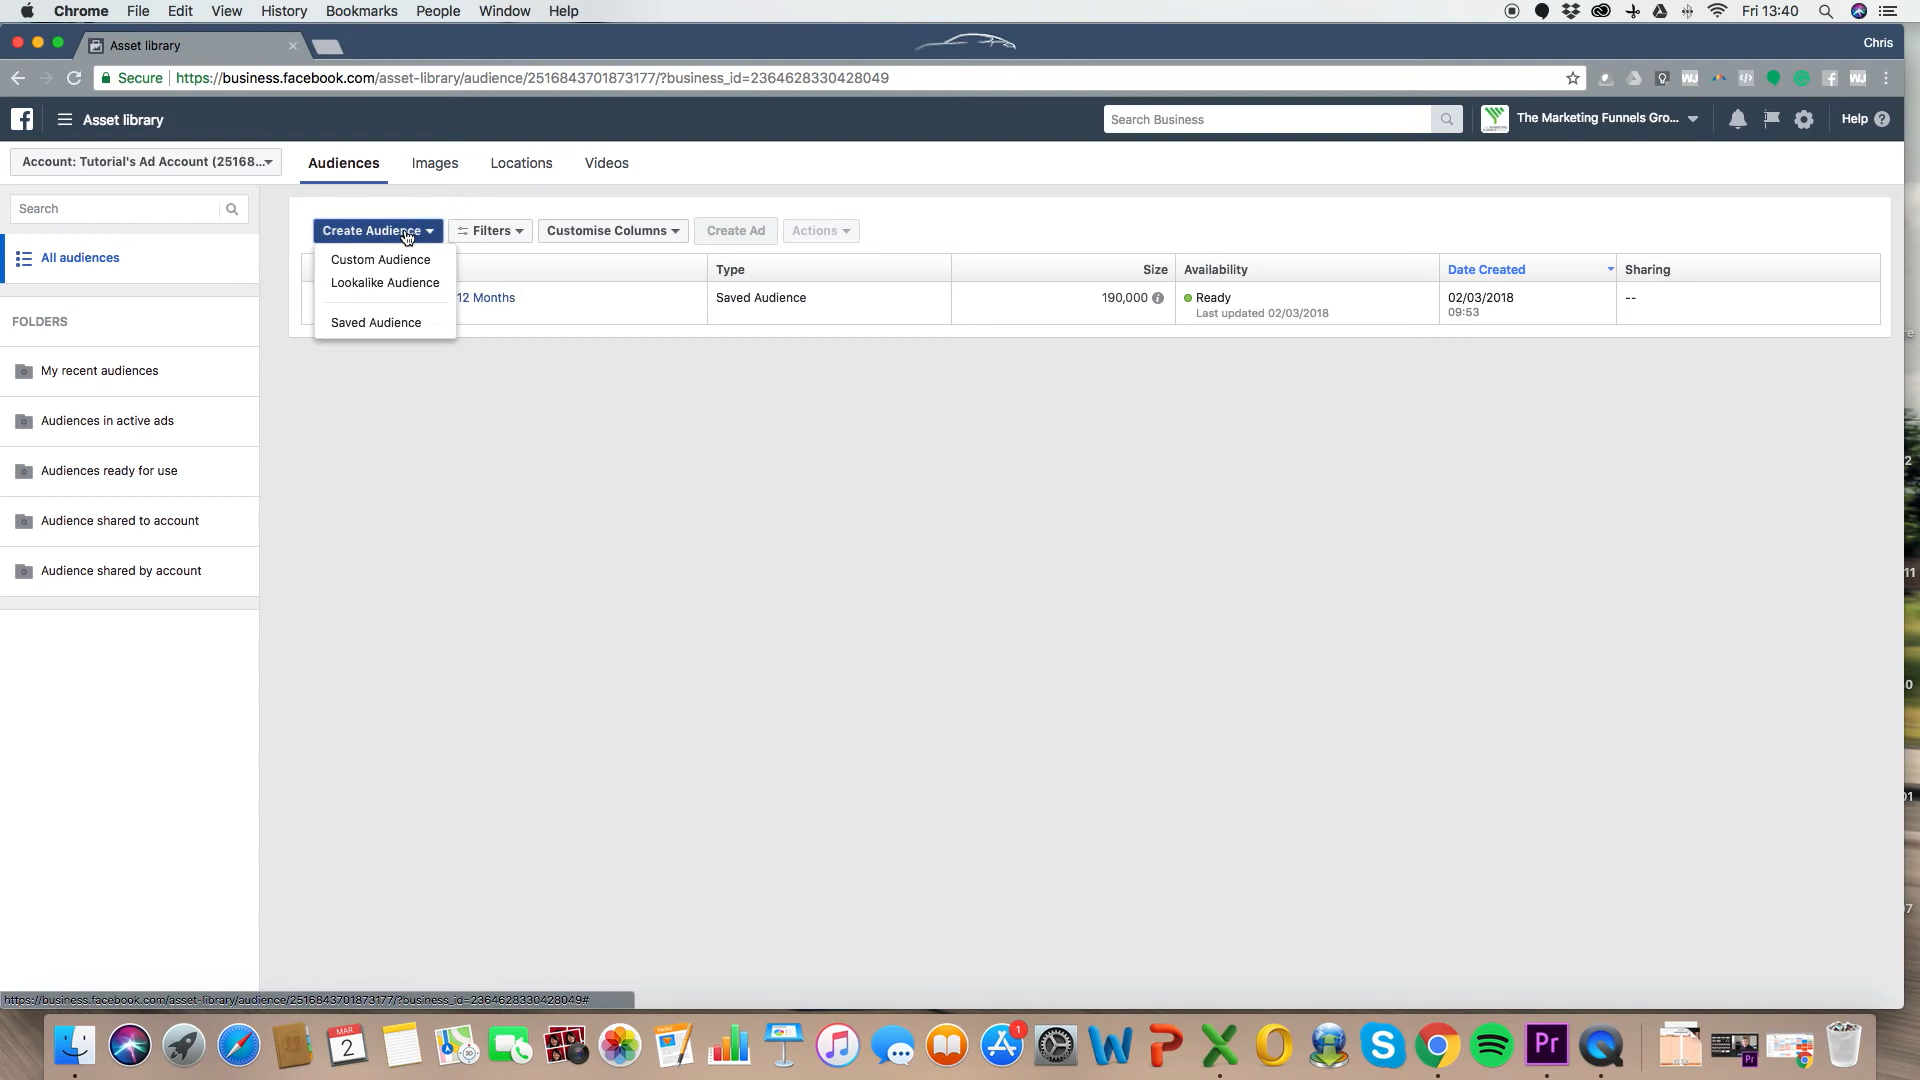 Chrome File Edit View History Bookmarks People Window Help Fri 13:40
Asset library Chris
Secure https://business.facebook.com/asset-library/audience/2516843701873177/?business_id=2364628330428049
Asset library Search Business The Marketing Funnels Gro... Help
Account: Tutorial's Ad Account (25168... Audiences Images Locations Videos
Search
Create Audience Filters Customise Columns Create Ad Actions
All audiences
Custom Audience
Lookalike Audience
Saved Audience
Type Size Availability Date Created Sharing
12 Months Saved Audience 190,000 Ready 02/03/2018 --
Last updated 02/03/2018 09:53
FOLDERS
My recent audiences
Audiences in active ads
Audiences ready for use
Audience shared to account
Audience shared by account
https://business.facebook.com/asset-library/audience/2516843701873177/?business_id=2364628330428049#
MAR
2
3D
1
Pr